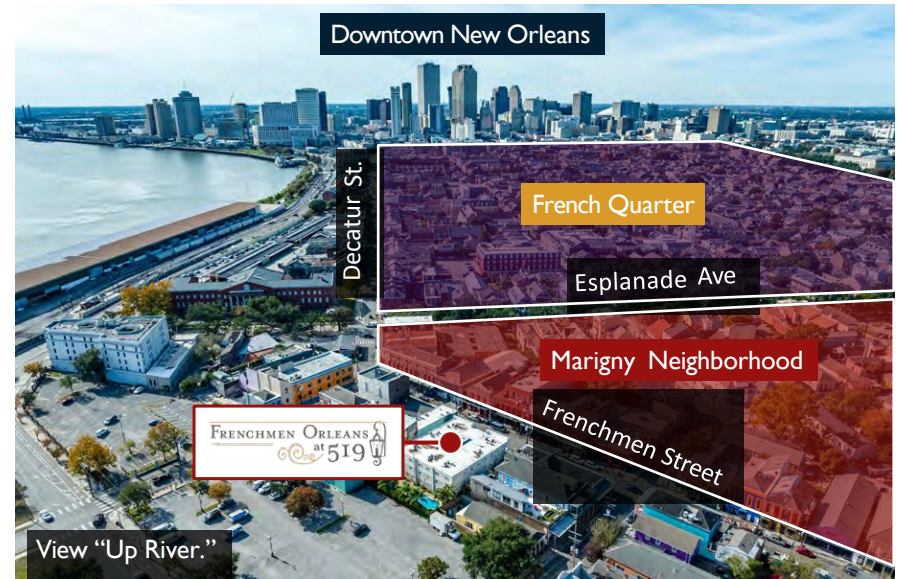 Downtown New Orleans
Decatur St.
French Quarter
Esplanade Ave
Marigny Neighborhood
Frenchmen Street
FRENCHMEN ORLEANS
at 519
View “Up River.”